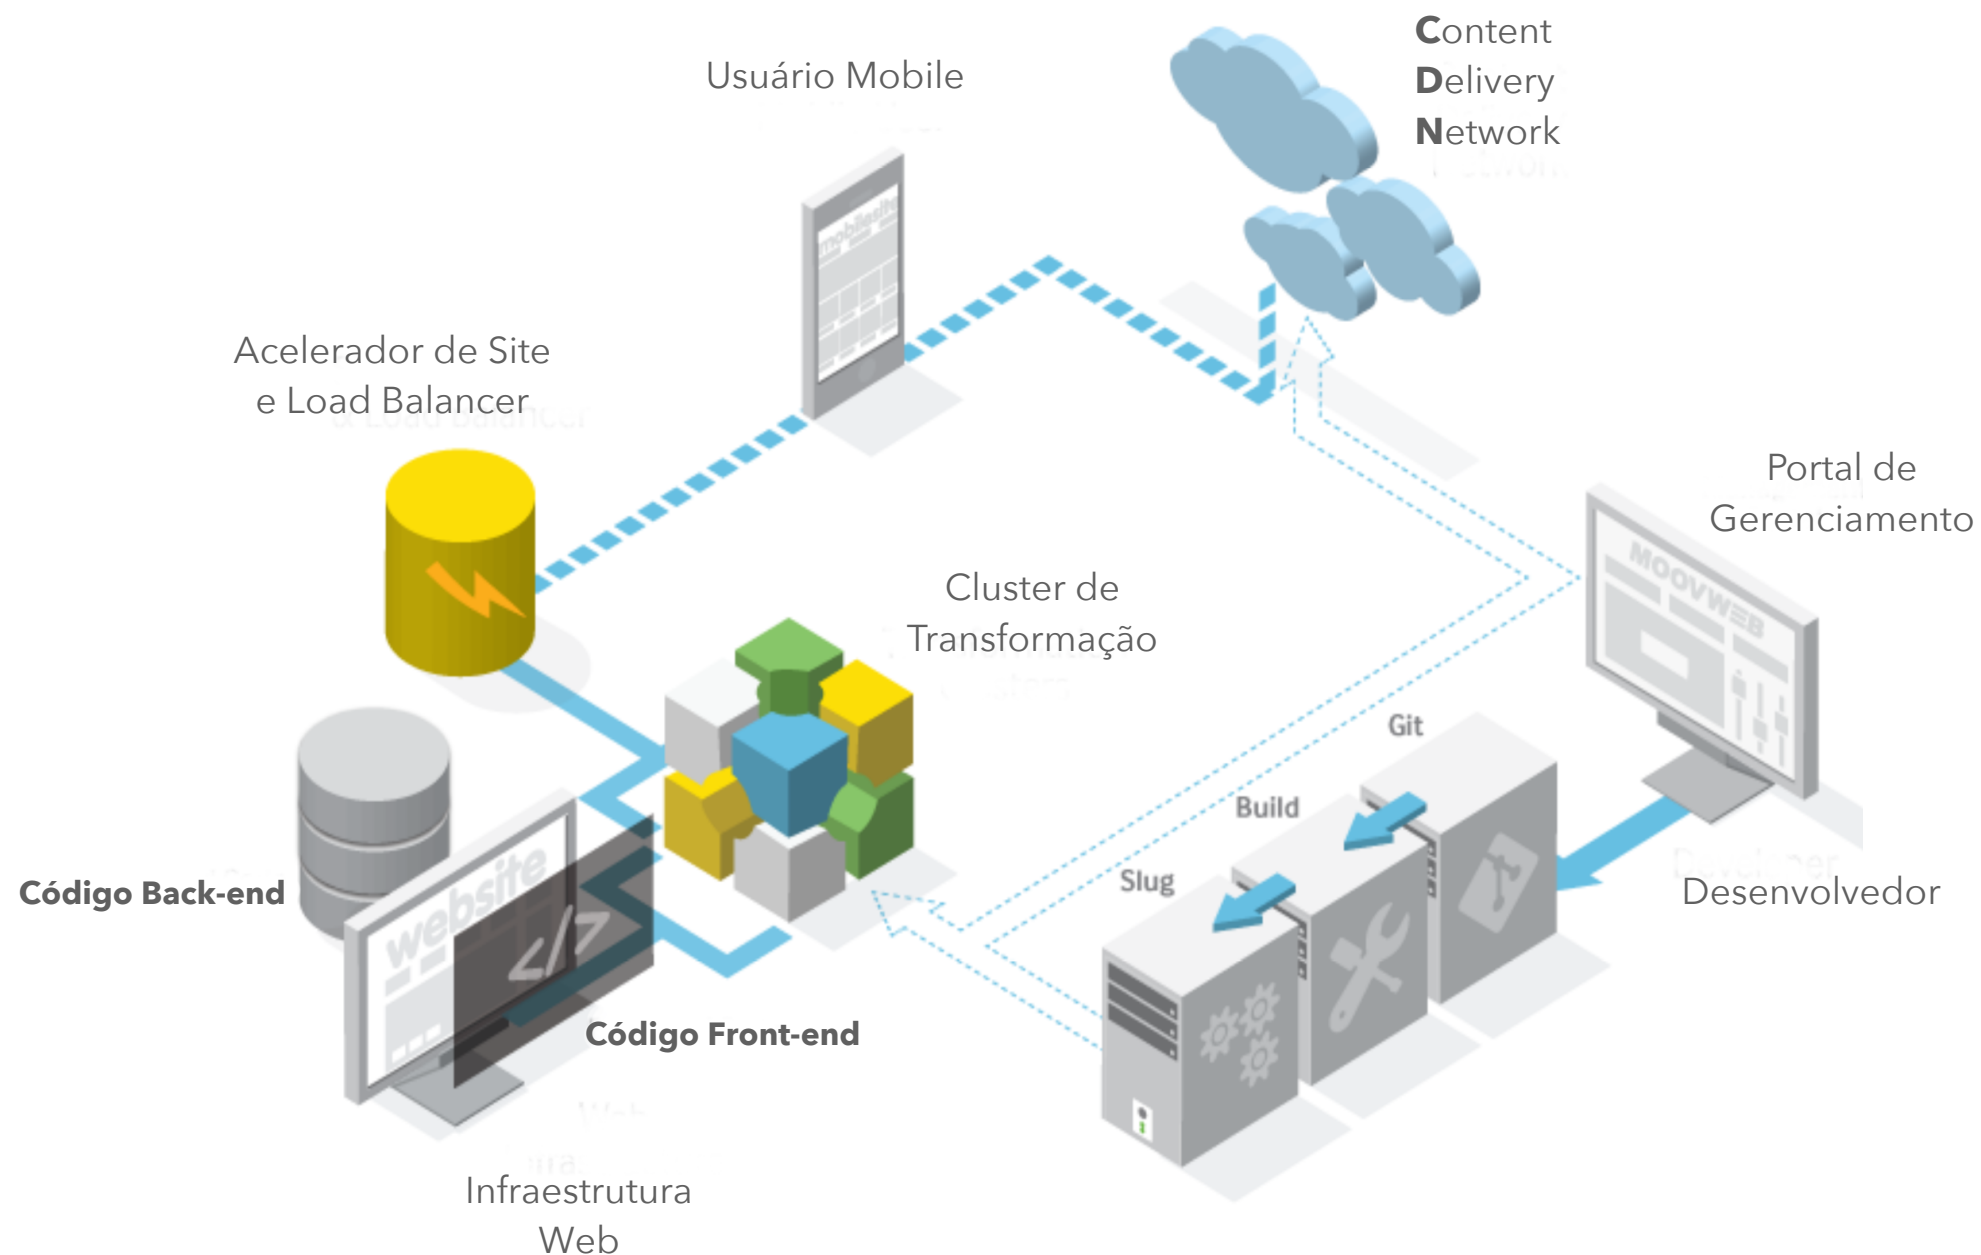 Content
Delivery
Network
Usuário Mobile
mobilesite
Acelerador de Site
e Load Balancer
Portal de
Gerenciamento
MOOVWEB
Cluster de
Transformação
Git
Build
Slug
Desenvolvedor
Código Back-end
website
</>
Código Front-end
Infraestrutura
Web